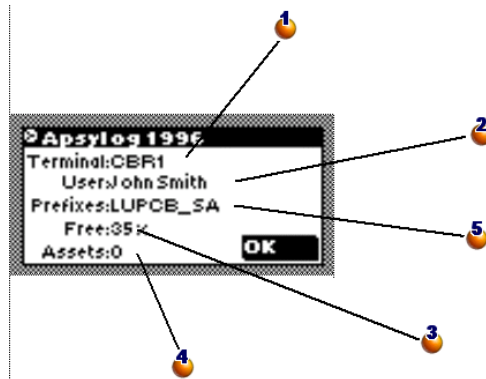 1
2
Apsylog 1996
Terminal:CBR1
User:John Smith
Prefixes:LUPCB_SA
5
Free:35%
Assets:0
OK
3
4